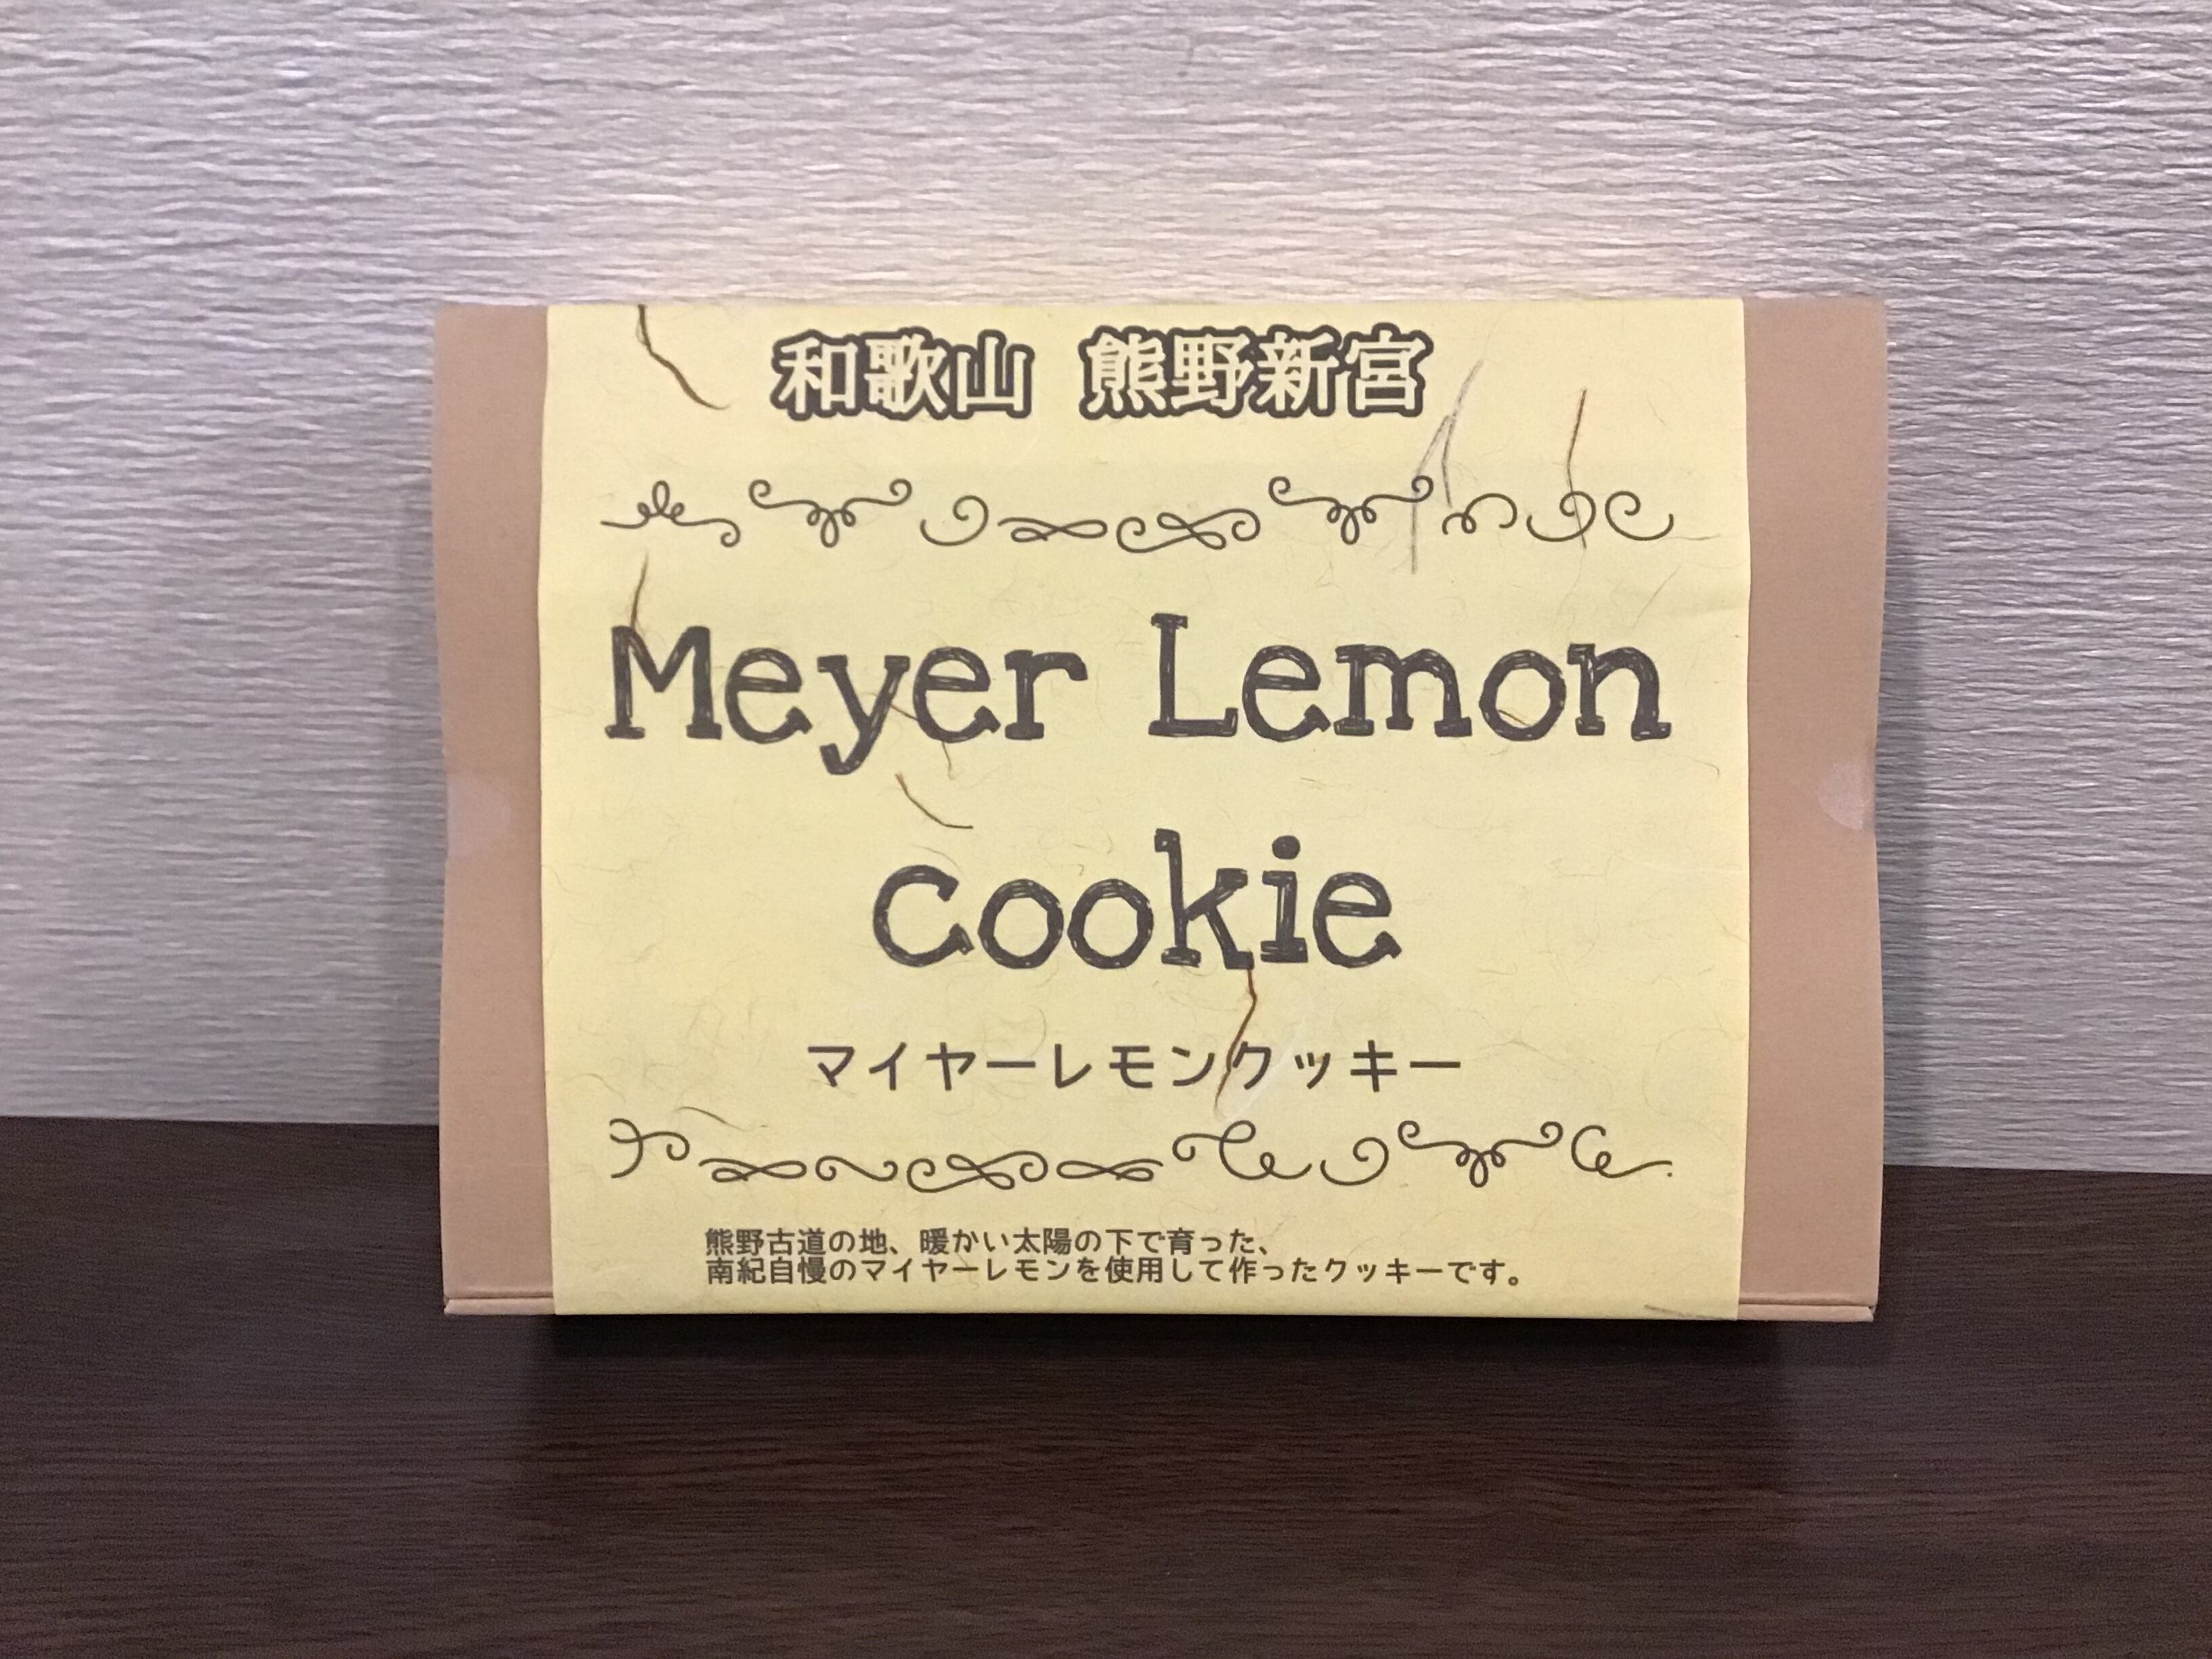 和歌山 熊野新宮
Meyer Lemon
cookie
マイヤーレモンクッキー
熊野古道の地、暖かい太陽の下で育った、
南紀自慢のマイヤーレモンを使用して作ったクッキーです。